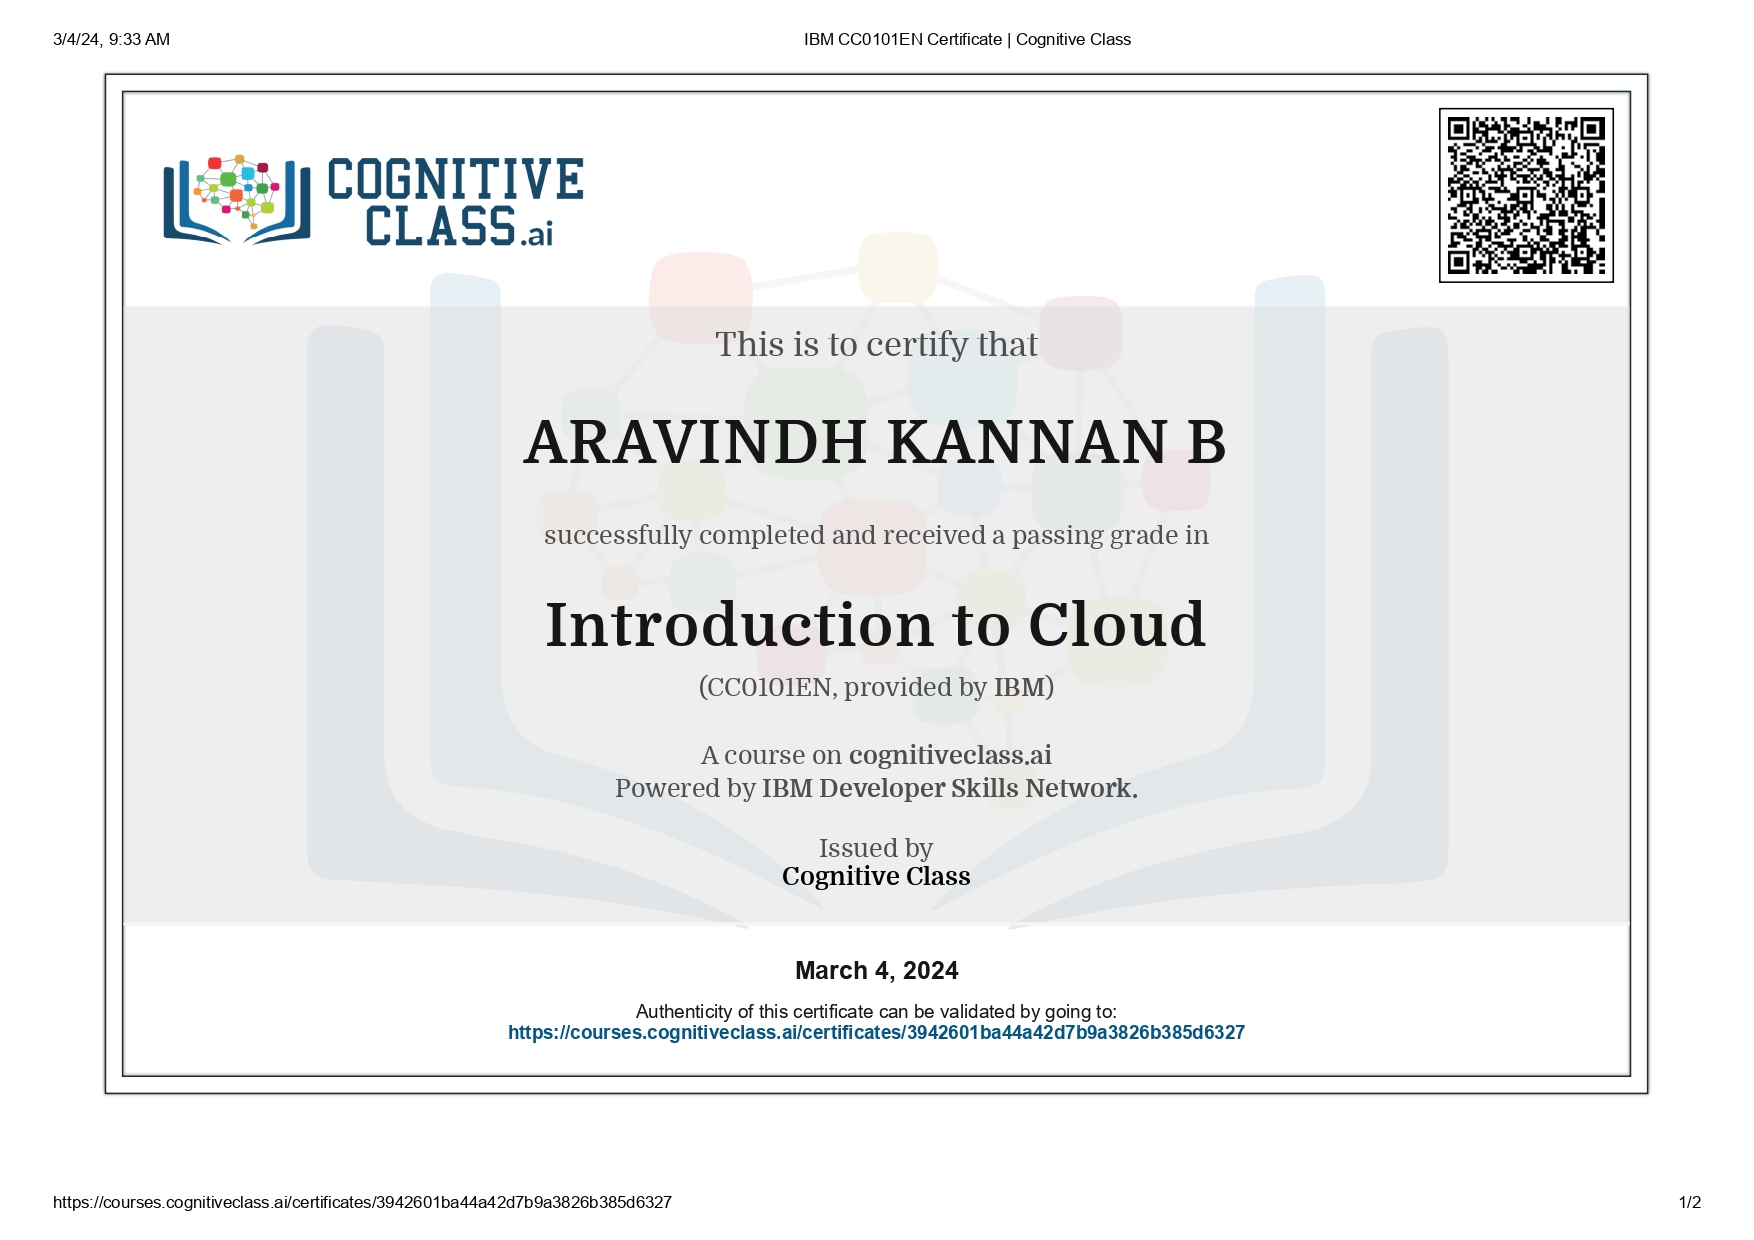 3/4/24, 9:33 AM
IBM CC0101EN Certificate | Cognitive Class
COGNITIVE
CLASS.ai
This is to certify that
ARAVINDH KANNAN B
successfully completed and received a passing grade in
Introduction to Cloud
(CC0101EN, provided by IBM)
A course on cognitiveclass.ai
Powered by IBM Developer Skills Network.
Issued by
Cognitive Class
March 4, 2024
Authenticity of this certificate can be validated by going to:
https://courses.cognitiveclass.ai/certificates/3942601ba44a42d7b9a3826b385d6327
https://courses.cognitiveclass.ai/certificates/3942601ba44a42d7b9a3826b385d6327
1/2